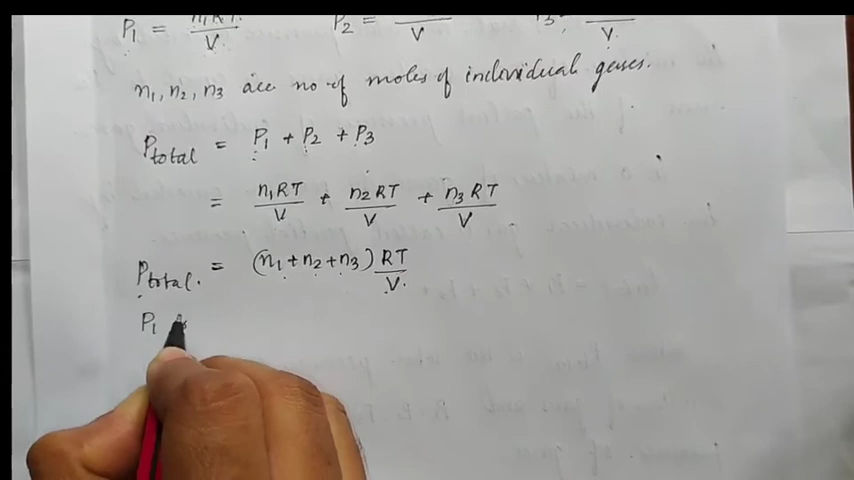 P1 = n1RT/V P2 = /V P3 = /V
n1, n2, n3 are no of moles of individual gases.
Ptotal = P1 + P2 + P3
= n1RT/V + n2RT/V + n3RT/V
Ptotal. = (n1+n2+n3) RT/V.
P1